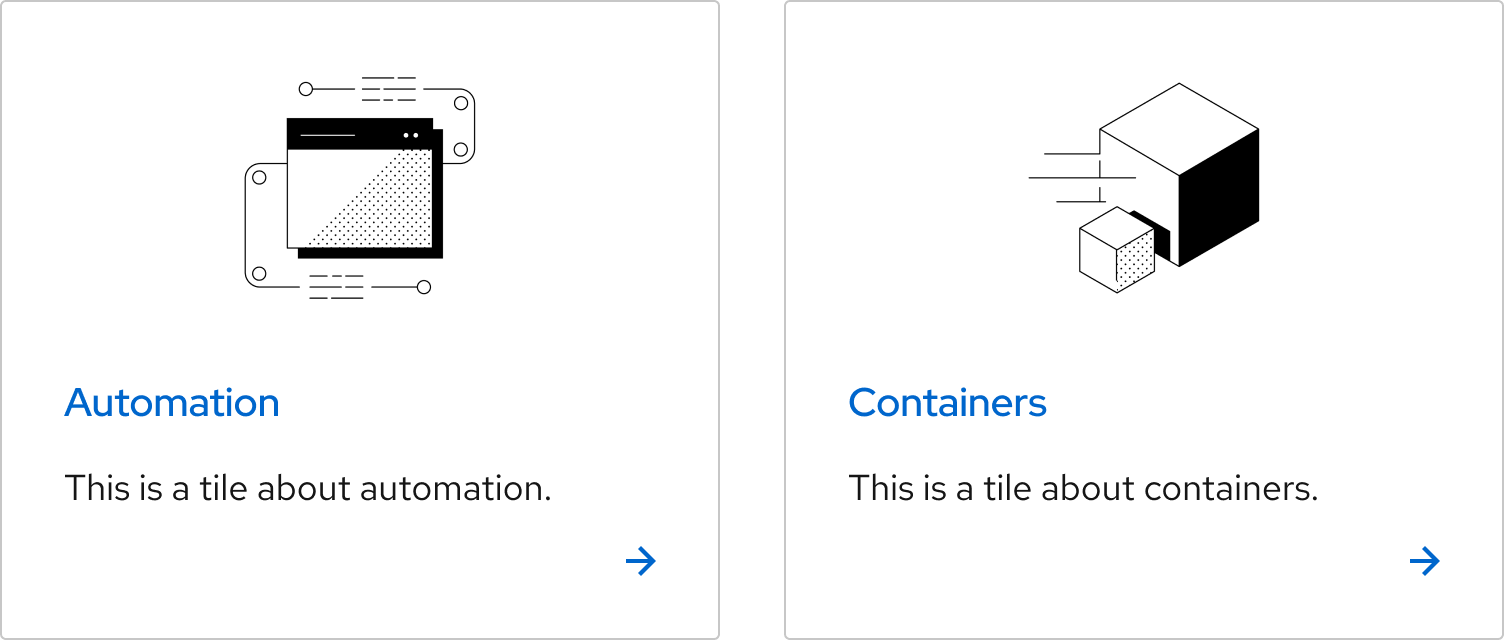 Automation
This is a tile about automation.
Containers
This is a tile about containers.